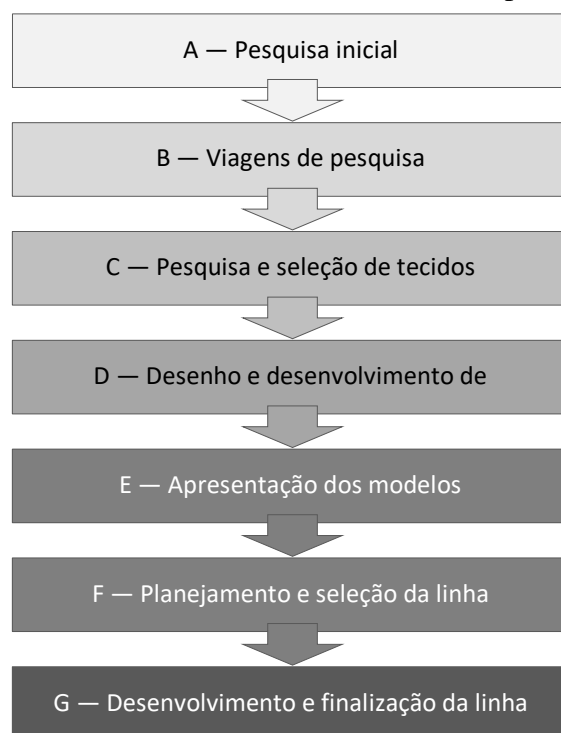 A — Pesquisa inicial
B — Viagens de pesquisa
C — Pesquisa e seleção de tecidos
D — Desenho e desenvolvimento de
E — Apresentação dos modelos
F — Planejamento e seleção da linha
G — Desenvolvimento e finalização da linha